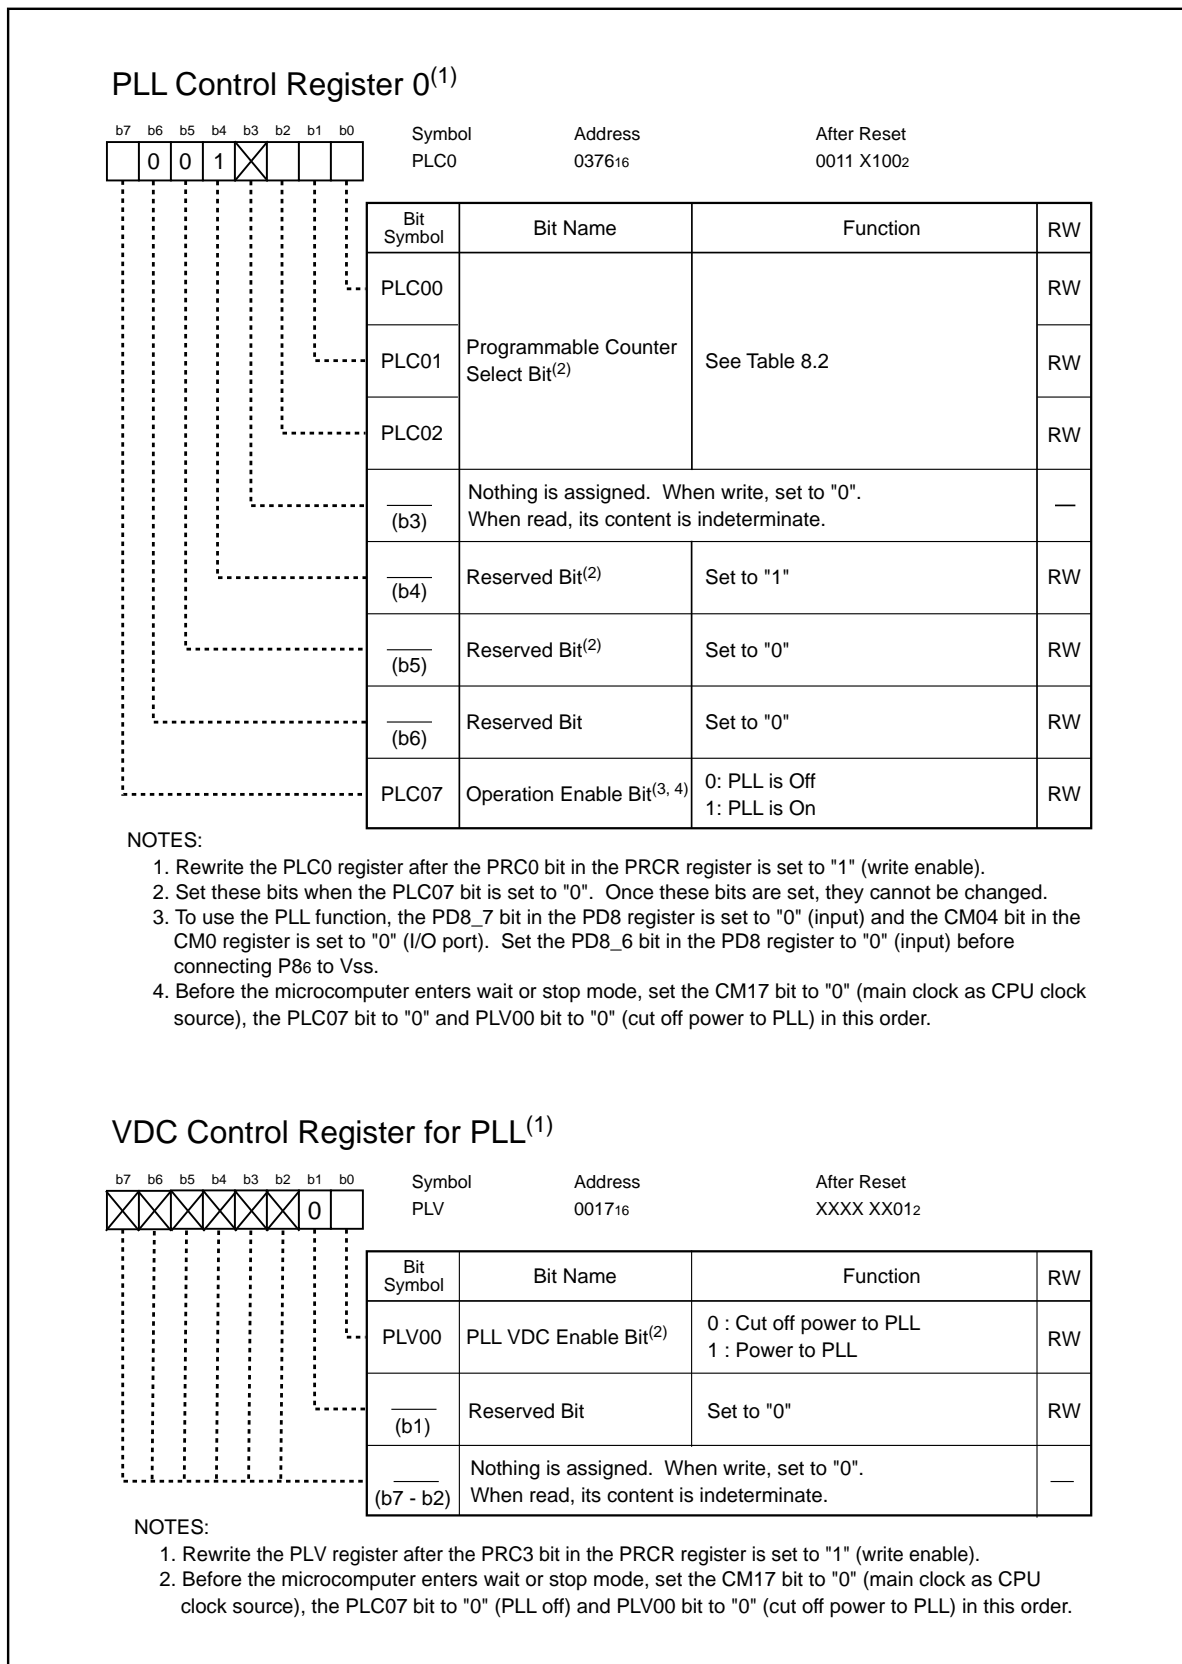 PLL Control Register 0(1)
b7 b6 b5 b4 b3 b2 b1 b0
Symbol Address After Reset
0 0 1
PLC0 037616 0011 X1002
Bit Symbol Bit Name Function RW
PLC00 RW
PLC01 Programmable Counter Select Bit(2) See Table 8.2 RW
PLC02 RW
(b3) Nothing is assigned. When write, set to "0".
When read, its content is indeterminate. —
(b4) Reserved Bit(2) Set to "1" RW
(b5) Reserved Bit(2) Set to "0" RW
(b6) Reserved Bit Set to "0" RW
PLC07 Operation Enable Bit(3, 4) 0: PLL is Off
1: PLL is On RW
NOTES:
1. Rewrite the PLC0 register after the PRC0 bit in the PRCR register is set to "1" (write enable).
2. Set these bits when the PLC07 bit is set to "0". Once these bits are set, they cannot be changed.
3. To use the PLL function, the PD8_7 bit in the PD8 register is set to "0" (input) and the CM04 bit in the
CM0 register is set to "0" (I/O port). Set the PD8_6 bit in the PD8 register to "0" (input) before
connecting P86 to Vss.
4. Before the microcomputer enters wait or stop mode, set the CM17 bit to "0" (main clock as CPU clock
source), the PLC07 bit to "0" and PLV00 bit to "0" (cut off power to PLL) in this order.
VDC Control Register for PLL(1)
b7 b6 b5 b4 b3 b2 b1 b0
Symbol Address After Reset
0
PLV 001716 XXXX XX012
Bit Symbol Bit Name Function RW
PLV00 PLL VDC Enable Bit(2) 0 : Cut off power to PLL
1 : Power to PLL RW
(b1) Reserved Bit Set to "0" RW
(b7 - b2) Nothing is assigned. When write, set to "0".
When read, its content is indeterminate. —
NOTES:
1. Rewrite the PLV register after the PRC3 bit in the PRCR register is set to "1" (write enable).
2. Before the microcomputer enters wait or stop mode, set the CM17 bit to "0" (main clock as CPU
clock source), the PLC07 bit to "0" (PLL off) and PLV00 bit to "0" (cut off power to PLL) in this order.